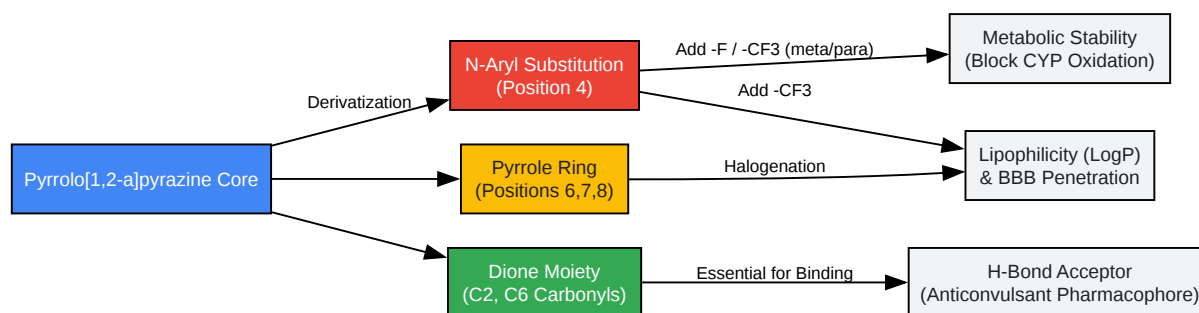 Pyrrolo[1,2-a]pyrazine Core
Derivatization
N-Aryl Substitution
(Position 4)
Add -F / -CF3 (meta/para)
Metabolic Stability
(Block CYP Oxidation)
Add -CF3
Lipophilicity (LogP)
& BBB Penetration
Pyrrole Ring
(Positions 6,7,8)
Halogenation
Dione Moiety
(C2, C6 Carbonyls)
Essential for Binding
H-Bond Acceptor
(Anticonvulsant Pharmacophore)